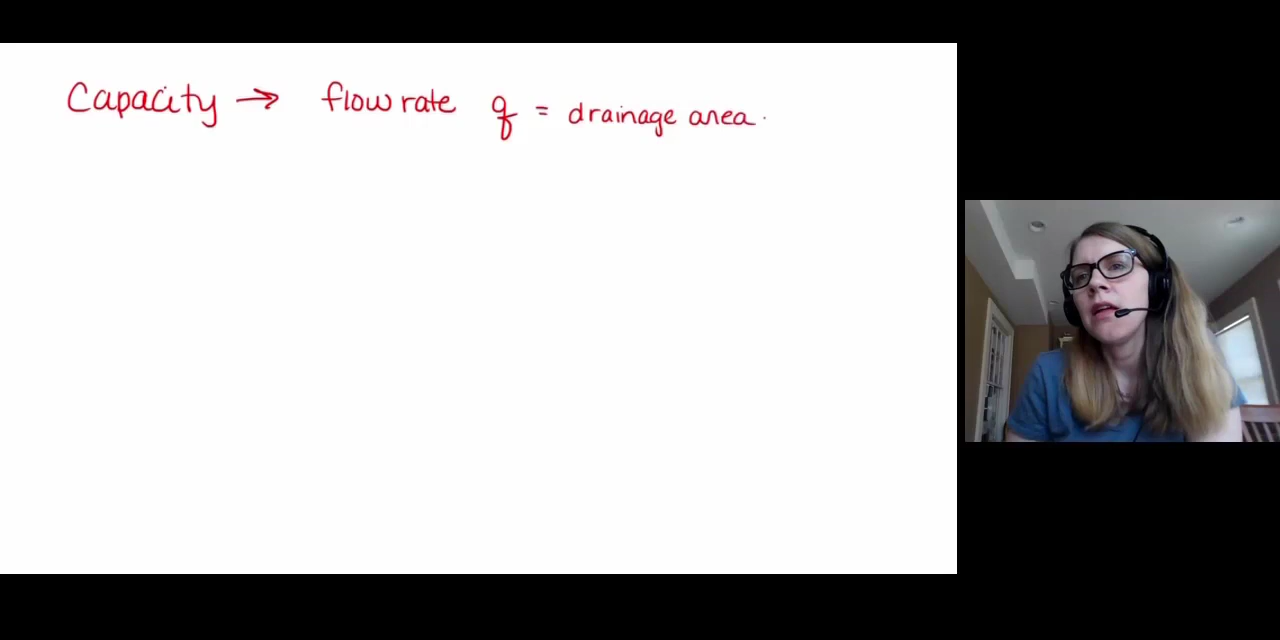 Capacity → flow rate q = drainage area .